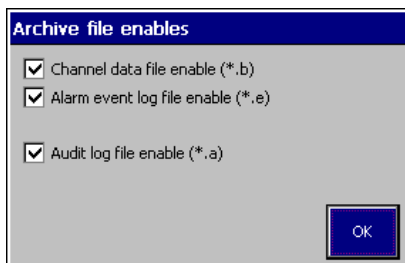 Archive file enables
Channel data file enable (*.b)
Alarm event log file enable (*.e)
Audit log file enable (*.a)
OK